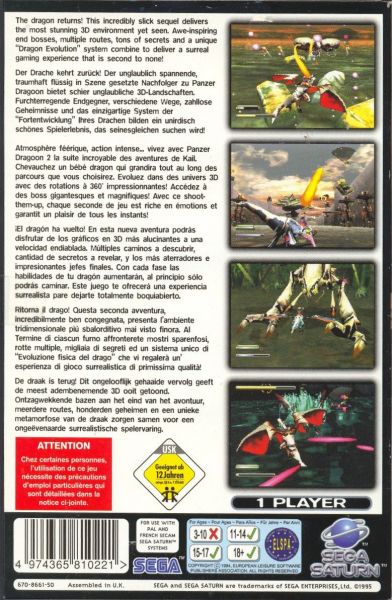 The dragon returns! This incredibly slick sequel delivers
the most stunning 3D environment yet seen. Awe-inspiring
end bosses, multiple routes, tons of secrets and a unique
"Dragon Evolution" system combine to deliver a surreal
gaming experience that is second to none!
Der Drache kehrt zurück! Der unglaublich spannende,
traumhaft flüssig in Szene gesetzte Nachfolger zu Panzer
Dragoon bietet schier unglaubliche 3D-Landschaften.
Furchterregende Endgegner, verschiedene Wege, zahllose
Geheimnisse und das einzigartige System der
"Fortentwicklung" Ihres Drachen bilden ein unirdisch
schönes Spielerlebnis, das seinesgleichen suchen wird!
Atmosphère féérique, action intense... vivez avec Panzer
Dragoon 2 la suite incroyable des aventures de Kail.
Chevauchez un bébé dragon qui grandira tout au long des
parcours que vous choisirez. Evoluez dans des univers 3D
avec des rotations à 360° impressionnantes! Accédez à
des boss gigantesques et magnifiques! Avec ce shoot-
them-up, chaque seconde de jeu est riche en émotions et
garantit un plaisir de tous les instants!
¡El dragón ha vuelto! En esta nueva aventura podrás
disfrutar de los gráficos en 3D más alucinantes a una
velocidad endiablada. Múltiples caminos a descubrir,
cantidad de secretos a revelar, y los más aterradores e
impresionantes jefes finales. Con cada fase las
habilidades de tu dragón aumentarán, al principio sólo
podrás caminar. Este juego te ofrecerá una experiencia
surrealista pare dejarte totalmente boquiabierto.
Ritorna il drago! Questa seconda avventura,
incredibilmente ben congegnata, presenta l'ambiente
tridimensionale piú sbalorditivo mai visto finora. Al
Termine di ciascun furno affronterete mostri sparenfosi,
rotte multiple, migliaia di segreti ed un sistema unico di
"Evoluzione fisica del drago" che vi regalerà un'
esperienza di gioco surrealistica di primissima qualità!
De draak is terug! Dit ongelooflijk gehaaide vervolg geeft
de meest adembenemende 3D ooit getoond.
Ontzagwekkende bazen aan het eind van het avontuur,
meerdere routes, honderden geheimen en een unieke
metamorfose van de draak zorgen samen voor een
ongeëvenaarde surrealistische spelervaring.
ATTENTION
Chez certaines personnes,
l'utilisation de ce jeu
nécessite des précautions
d'emploi particulières qui
sont détaillées dans la
notice ci-jointe.
USK
Geeignet ab
12 Jahren
1 PLAYER
4 974365 810221 >
FOR USE WITH
PAL AND
FRENCH SECAM
SEGA SATURN™
SYSTEMS
SEGA
For Ages - Pour Ages - Para Años - Für Jahre - Per Anni
3-10
11-14
15-17
18+
ELSPA
COPYRIGHT © 1994. EUROPEAN LEISURE SOFTWARE
PUBLISHERS ASSOCIATION. ALL RIGHTS RESERVED.
SEGA SATURN
670-8661-50
Assembled in U.K.
SEGA and SEGA SATURN are trademarks of SEGA ENTERPRISES, LTD. ©1995